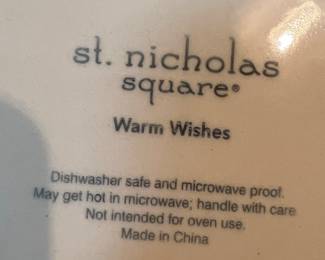 st. nicholas
square®
Warm Wishes
Dishwasher safe and microwave proof.
May get hot in microwave; handle with care
Not intended for oven use.
Made in China